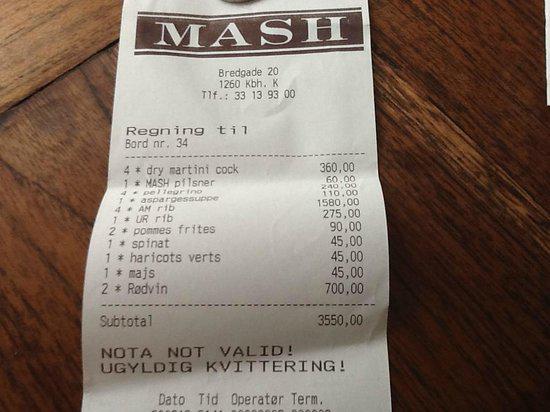 MASH
Bredgade 20
1260 Kbh. K
Tlf.: 33 13 93 00
Regning til
Bord nr. 34
4 * dry martini cock 360,00
1 * MASH pilsner 60,00
4 * pellegrino 240,00
1 * aspargessuppe 110,00
4 * AM rib 1580,00
1 * UR rib 275,00
2 * pommes frites 90,00
1 * spinat 45,00
1 * haricots verts 45,00
1 * majs 45,00
2 * Rødvin 700,00
Subtotal 3550,00
NOTA NOT VALID!
UGYLDIG KVITTERING!
Dato Tid Operatør Term.